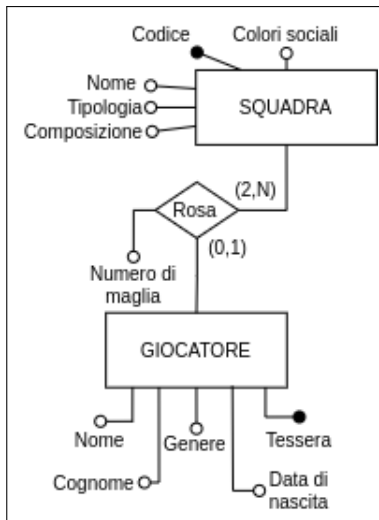 Codice
Colori sociali
Nome
Tipologia
Composizione
SQUADRA
(2,N)
Rosa
(0,1)
Numero di
maglia
GIOCATORE
Nome
Genere
Tessera
Cognome
Data di
nascita